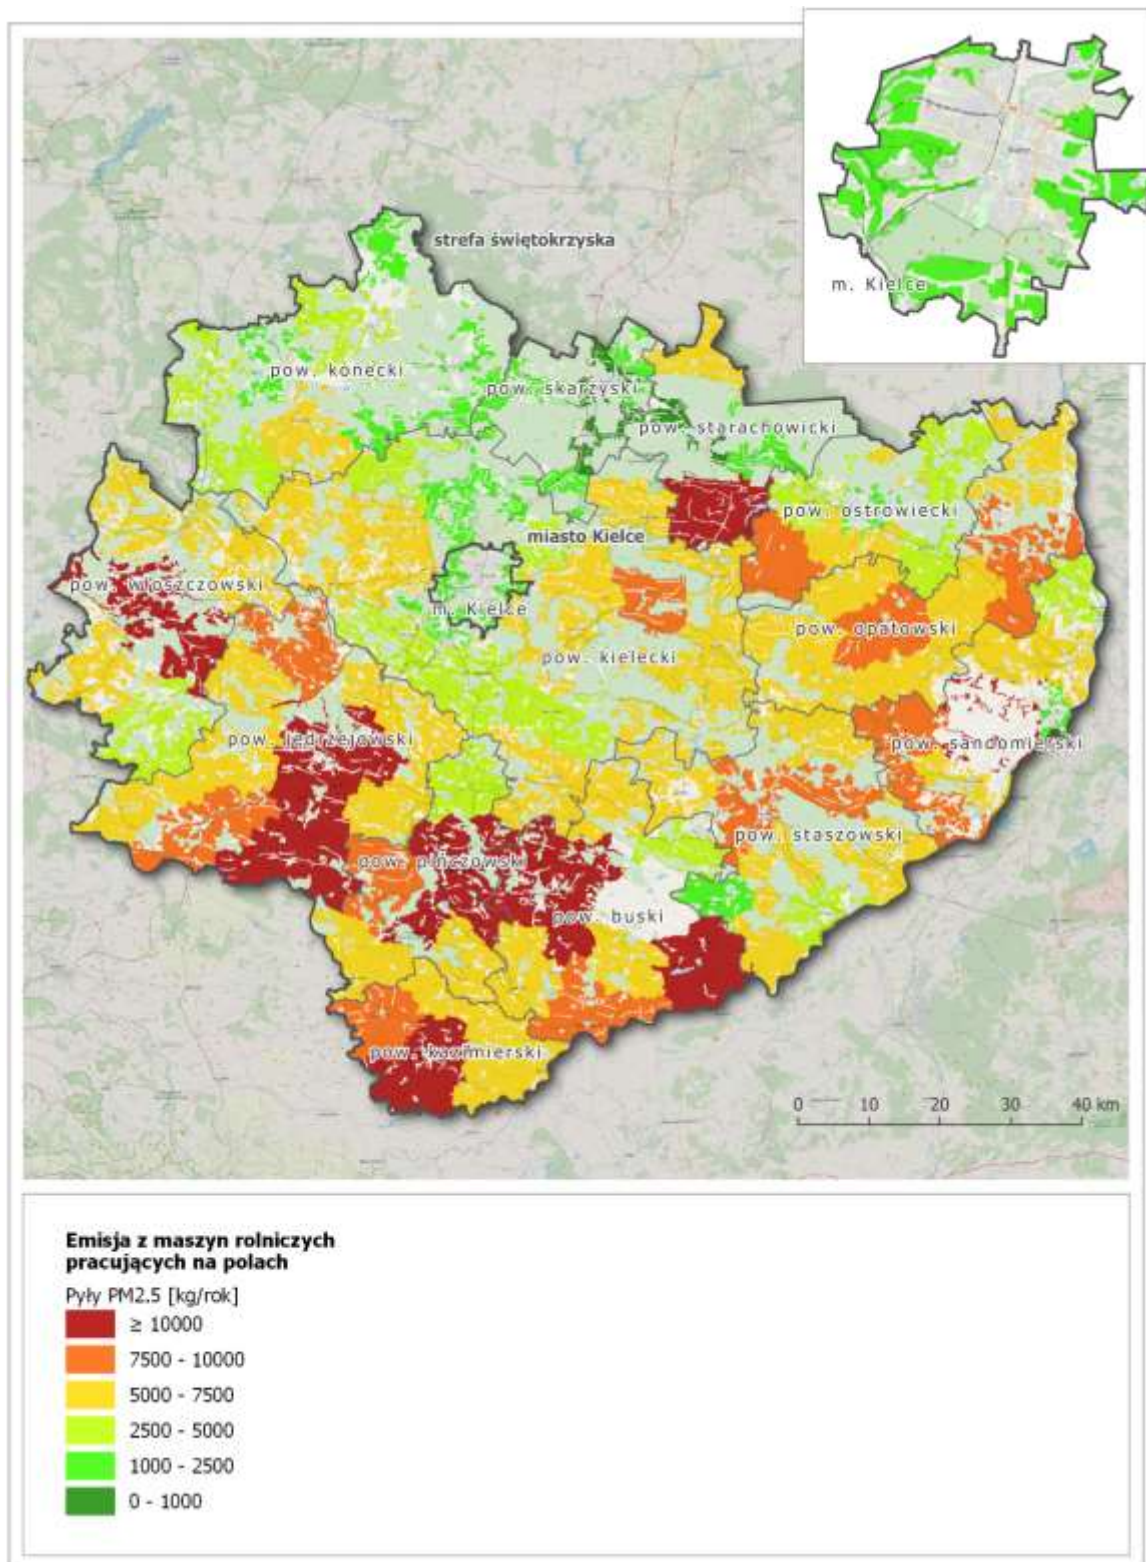 m. Kielce
strefa świętokrzyska
pow. konecki
pow. skarżyski
pow. starachowicki
pow. ostrowiecki
miasto Kielce
pow. włoszczowski
m. Kielce
pow. opatowski
pow. kielecki
pow. jędrzejowski
pow. sandomierski
pow. staszowski
pow. pińczowski
pow. buski
pow. kazimierski
0 10 20 30 40 km
Emisja z maszyn rolniczych
pracujących na polach
Pyły PM2.5 [kg/rok]
≥ 10000
7500 - 10000
5000 - 7500
2500 - 5000
1000 - 2500
0 - 1000